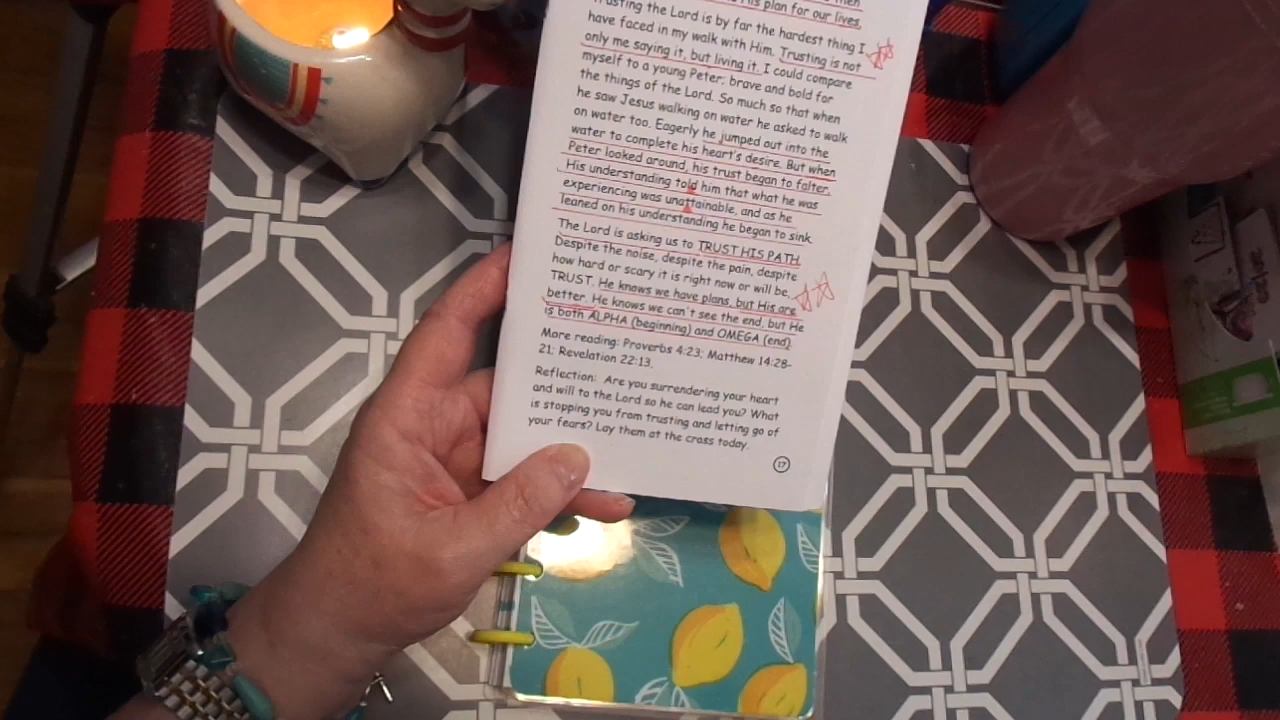 His plan for our lives.
Trusting the Lord is by far the hardest thing I
have faced in my walk with Him. Trusting is not
only me saying it, but living it. I could compare
myself to a young Peter; brave and bold for
the things of the Lord. So much so that when
he saw Jesus walking on water he asked to walk
on water too. Eagerly he jumped out into the
water to complete his heart's desire. But when
Peter looked around, his trust began to falter.
His understanding told him that what he was
experiencing was unattainable, and as he
leaned on his understanding he began to sink.
The Lord is asking us to TRUST HIS PATH.
Despite the noise, despite the pain, despite
how hard or scary it is right now or will be,
TRUST. He knows we have plans, but His are
better. He knows we can't see the end, but He
is both ALPHA (beginning) and OMEGA (end).
More reading: Proverbs 4:23; Matthew 14:28-
21; Revelation 22:13.
Reflection: Are you surrendering your heart
and will to the Lord so he can lead you? What
is stopping you from trusting and letting go of
your fears? Lay them at the cross today.
17